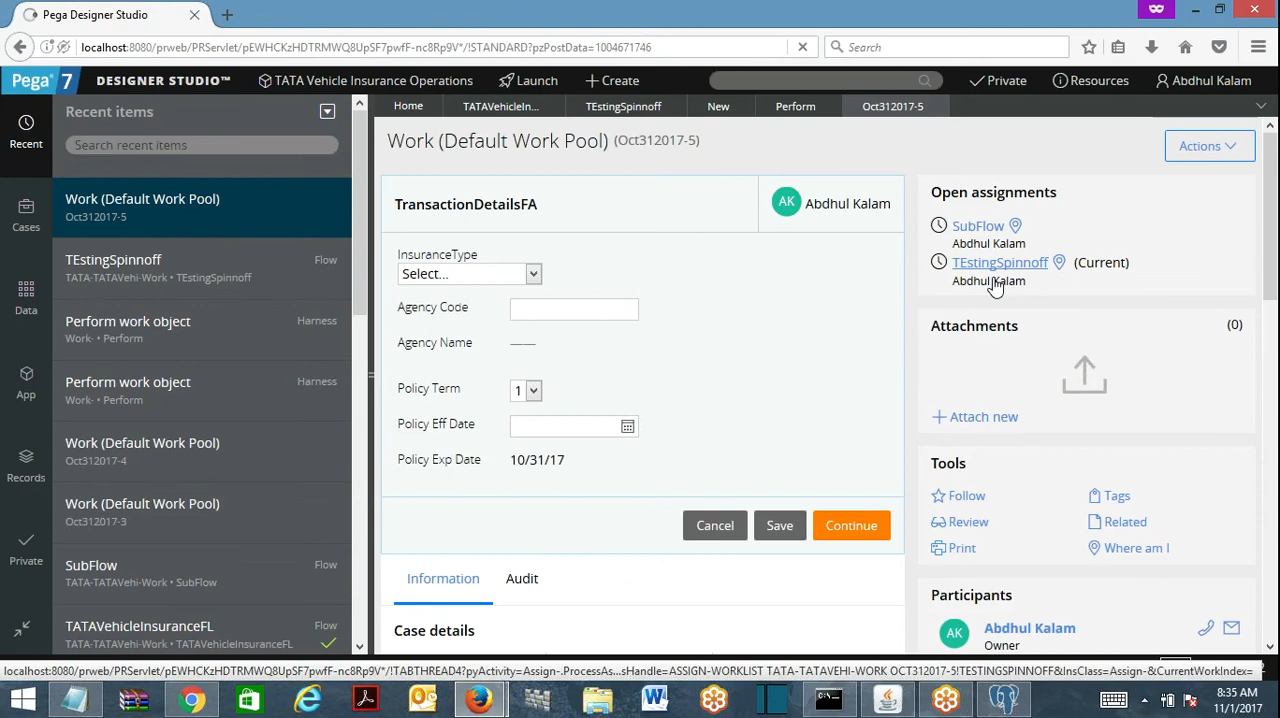 Pega Designer Studio
localhost:8080/prweb/PRServlet/pEWHCKzHDTRMWQ8UpSF7pwfF-nc8Rp9V*/!STANDARD?pzPostData=1004671746
Search
Pega 7
DESIGNER STUDIO™
TATA Vehicle Insurance Operations
Launch
Create
Private
Resources
Abdhul Kalam
Recent
Cases
Data
App
Records
Private
Recent items
Search recent items
Work (Default Work Pool)
Oct312017-5
TEstingSpinnoff Flow
TATA-TATAVehi-Work • TEstingSpinnoff
Perform work object Harness
Work- • Perform
Perform work object Harness
Work- • Perform
Work (Default Work Pool)
Oct312017-4
Work (Default Work Pool)
Oct312017-3
SubFlow Flow
TATA-TATAVehi-Work • SubFlow
TATAVehicleInsuranceFL Flow
TATA-TATAVehi-Work • TATAVehicleInsuranceFL
Home
TATAVehicleIn...
TEstingSpinnoff
New
Perform
Oct312017-5
Work (Default Work Pool) (Oct312017-5)
Actions
TransactionDetailsFA
AK Abdhul Kalam
InsuranceType
Select...
Agency Code
Agency Name ——
Policy Term 1
Policy Eff Date
Policy Exp Date 10/31/17
Cancel
Save
Continue
Information
Audit
Case details
Open assignments
SubFlow
Abdhul Kalam
TEstingSpinnoff (Current)
Abdhul Kalam
Attachments (0)
Attach new
Tools
Follow
Tags
Review
Related
Print
Where am I
Participants
AK Abdhul Kalam
Owner
localhost:8080/prweb/PRServlet/pEWHCKzHDTRMWQ8UpSF7pwfF-nc8Rp9V*/!TABTHREAD4?pyActivity=Assign-.ProcessAs...sHandle=ASSIGN-WORKLIST TATA-TATAVEHI-WORK OCT312017-5!TESTINGSPINNOFF&InsClass=Assign-&CurrentWorkIndex=
8:35 AM
11/1/2017